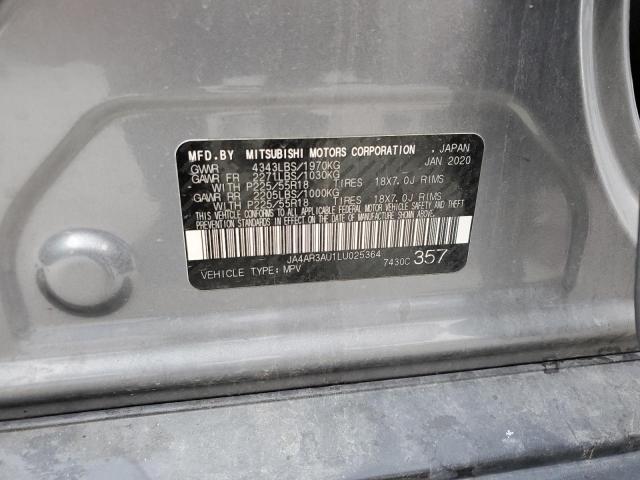 MFD.BY MITSUBISHI MOTORS CORPORATION . JAPAN
GVWR 4343LBS/1970KG JAN 2020
GAWR FR 2271LBS/1030KG
WITH P225/55R18 TIRES 18X7.0J RIMS
GAWR RR 2205LBS/1000KG
WITH P225/55R18 TIRES 18X7.0J RIMS
THIS VEHICLE CONFORMS TO ALL APPLICABLE FEDERAL MOTOR VEHICLE SAFETY, BUMPER AND THEFT
PREVENTION STANDARDS IN EFFECT ON THE DATE OF MANUFACTURE SHOWN ABOVE.
JA4AR3AU1LU025364
VEHICLE TYPE: MPV 7430C 357